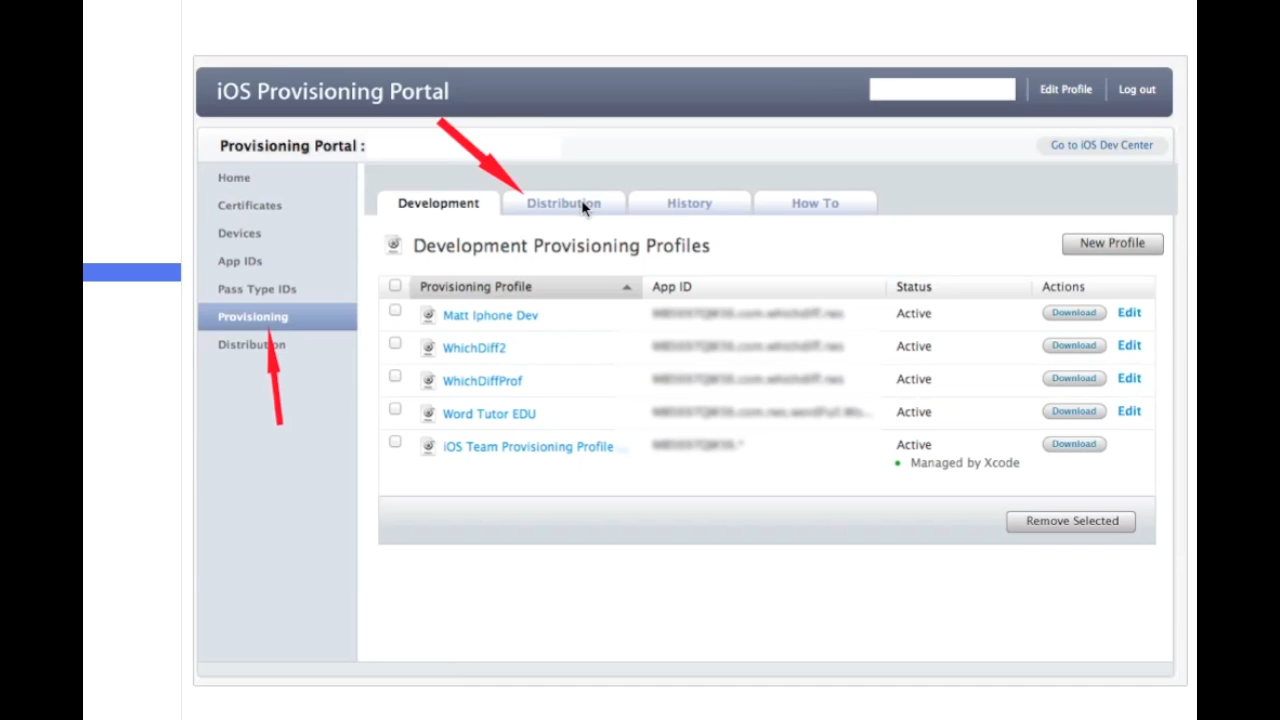 iOS Provisioning Portal
Edit Profile
Log out
Provisioning Portal :
Go to iOS Dev Center
Home
Certificates
Devices
App IDs
Pass Type IDs
Provisioning
Distribution
Development
Distribution
History
How To
Development Provisioning Profiles
New Profile
Provisioning Profile
App ID
Status
Actions
Matt Iphone Dev
Active
Download
Edit
WhichDiff2
Active
Download
Edit
WhichDiffProf
Active
Download
Edit
Word Tutor EDU
Active
Download
Edit
iOS Team Provisioning Profile
Active
Download
Managed by Xcode
Remove Selected